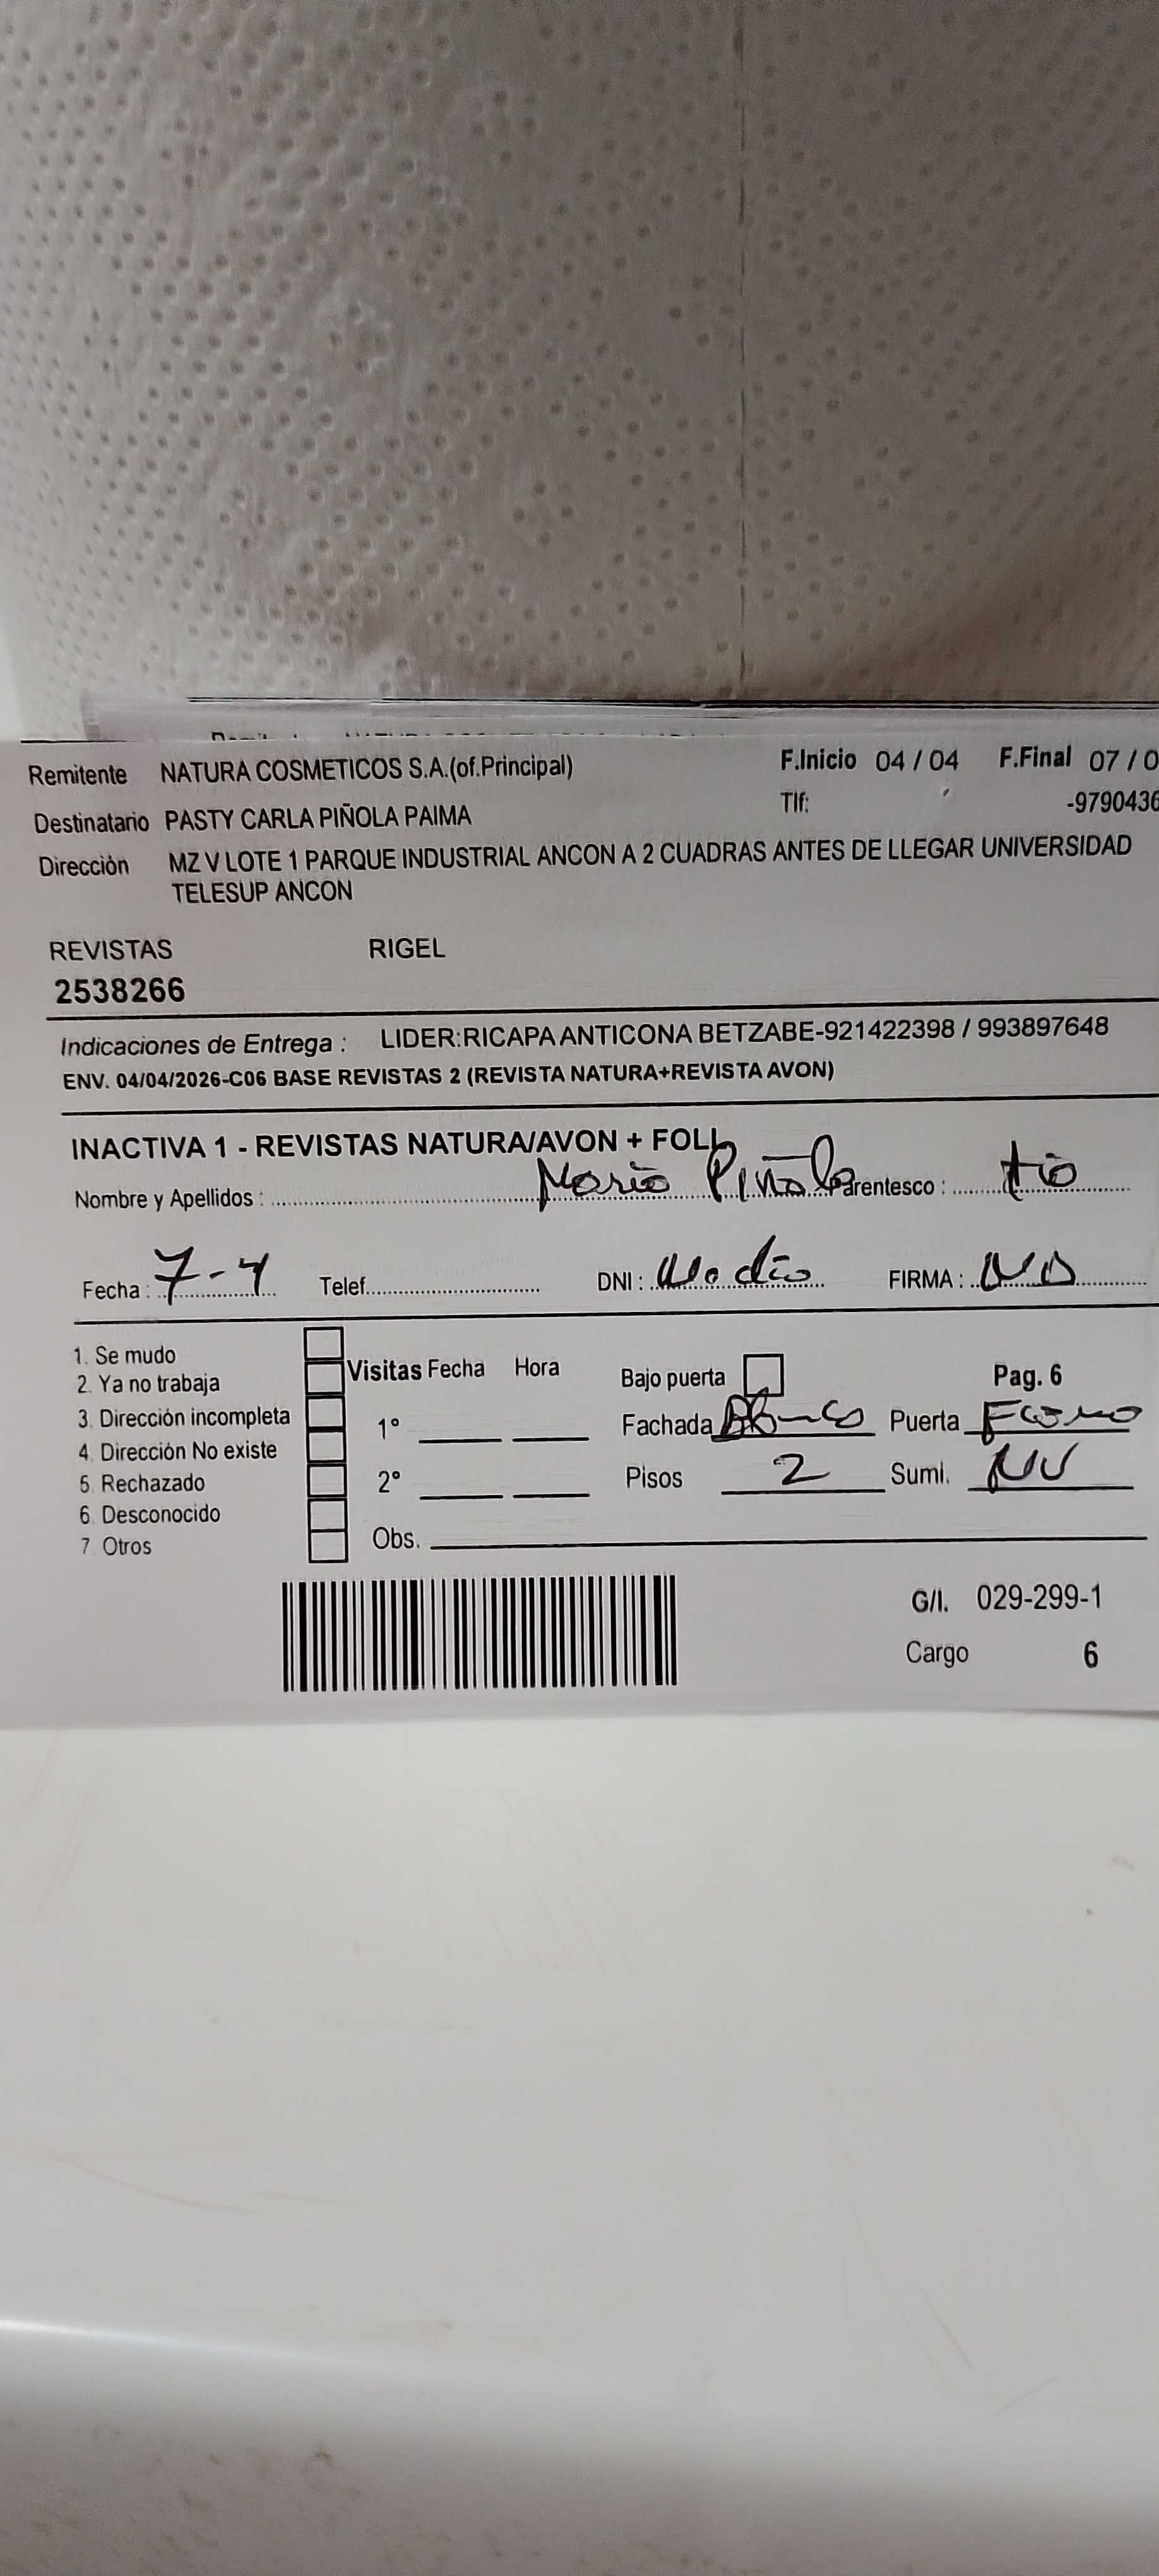 Remitente NATURA COSMETICOS S.A.(of.Principal) F.Inicio 04 / 04 F.Final 07 / 0
Destinatario PASTY CARLA PIÑOLA PAIMA Tlf: -9790436
Dirección MZ V LOTE 1 PARQUE INDUSTRIAL ANCON A 2 CUADRAS ANTES DE LLEGAR UNIVERSIDAD
TELESUP ANCON
REVISTAS RIGEL
2538266
Indicaciones de Entrega : LIDER:RICAPA ANTICONA BETZABE-921422398 / 993897648
ENV. 04/04/2026-C06 BASE REVISTAS 2 (REVISTA NATURA+REVISTA AVON)
INACTIVA 1 - REVISTAS NATURA/AVON + FOLL
Nombre y Apellidos : Mario Piñola Parentesco : tio
Fecha : 7-4 Telef. DNI : No dio FIRMA :
1. Se mudo
2. Ya no trabaja
3. Dirección incompleta
4. Dirección No existe
5. Rechazado
6. Desconocido
7. Otros
Visitas Fecha Hora
1°
2°
Obs.
Bajo puerta Pag. 6
Fachada Blanco Puerta
Pisos 2 Sumi.
G/I. 029-299-1
Cargo 6